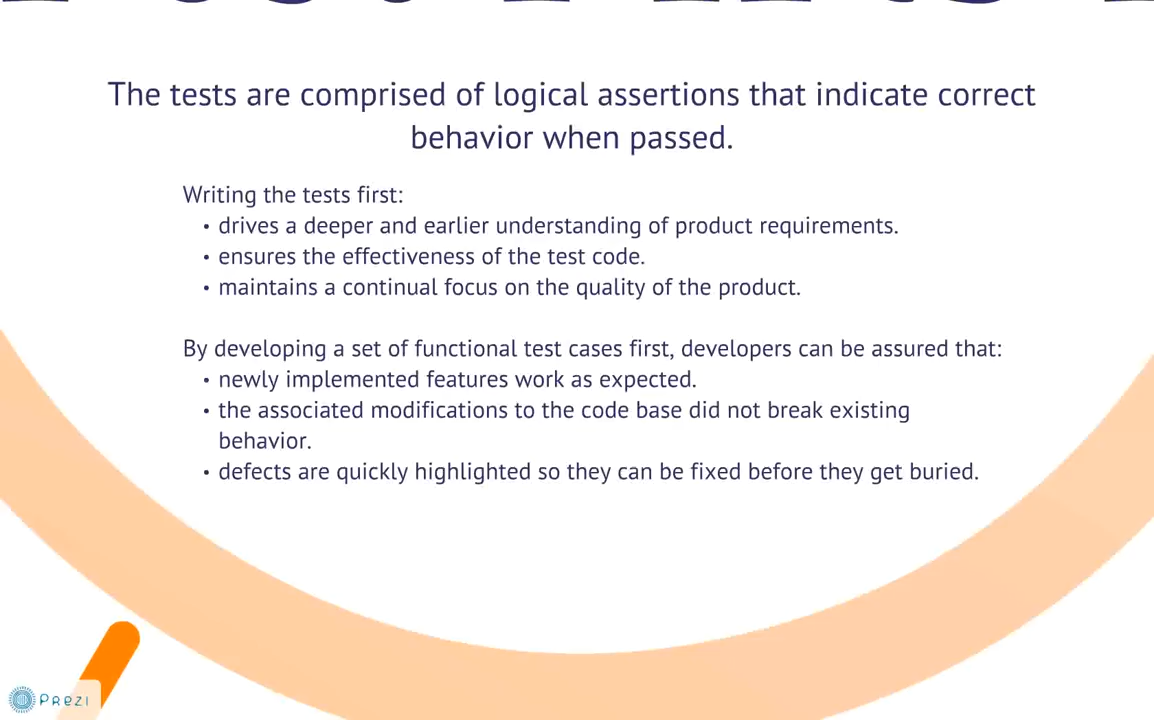 The tests are comprised of logical assertions that indicate correct
behavior when passed.
Writing the tests first:
• drives a deeper and earlier understanding of product requirements.
• ensures the effectiveness of the test code.
• maintains a continual focus on the quality of the product.
By developing a set of functional test cases first, developers can be assured that:
• newly implemented features work as expected.
• the associated modifications to the code base did not break existing
behavior.
• defects are quickly highlighted so they can be fixed before they get buried.
Prezi